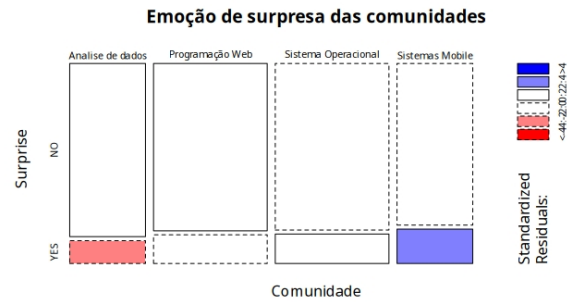 Emoção de surpresa das comunidades
Analise de dados
Programação Web
Sistema Operacional
Sistemas Mobile
Surprise
NO
YES
Comunidade
Standardized
Residuals: